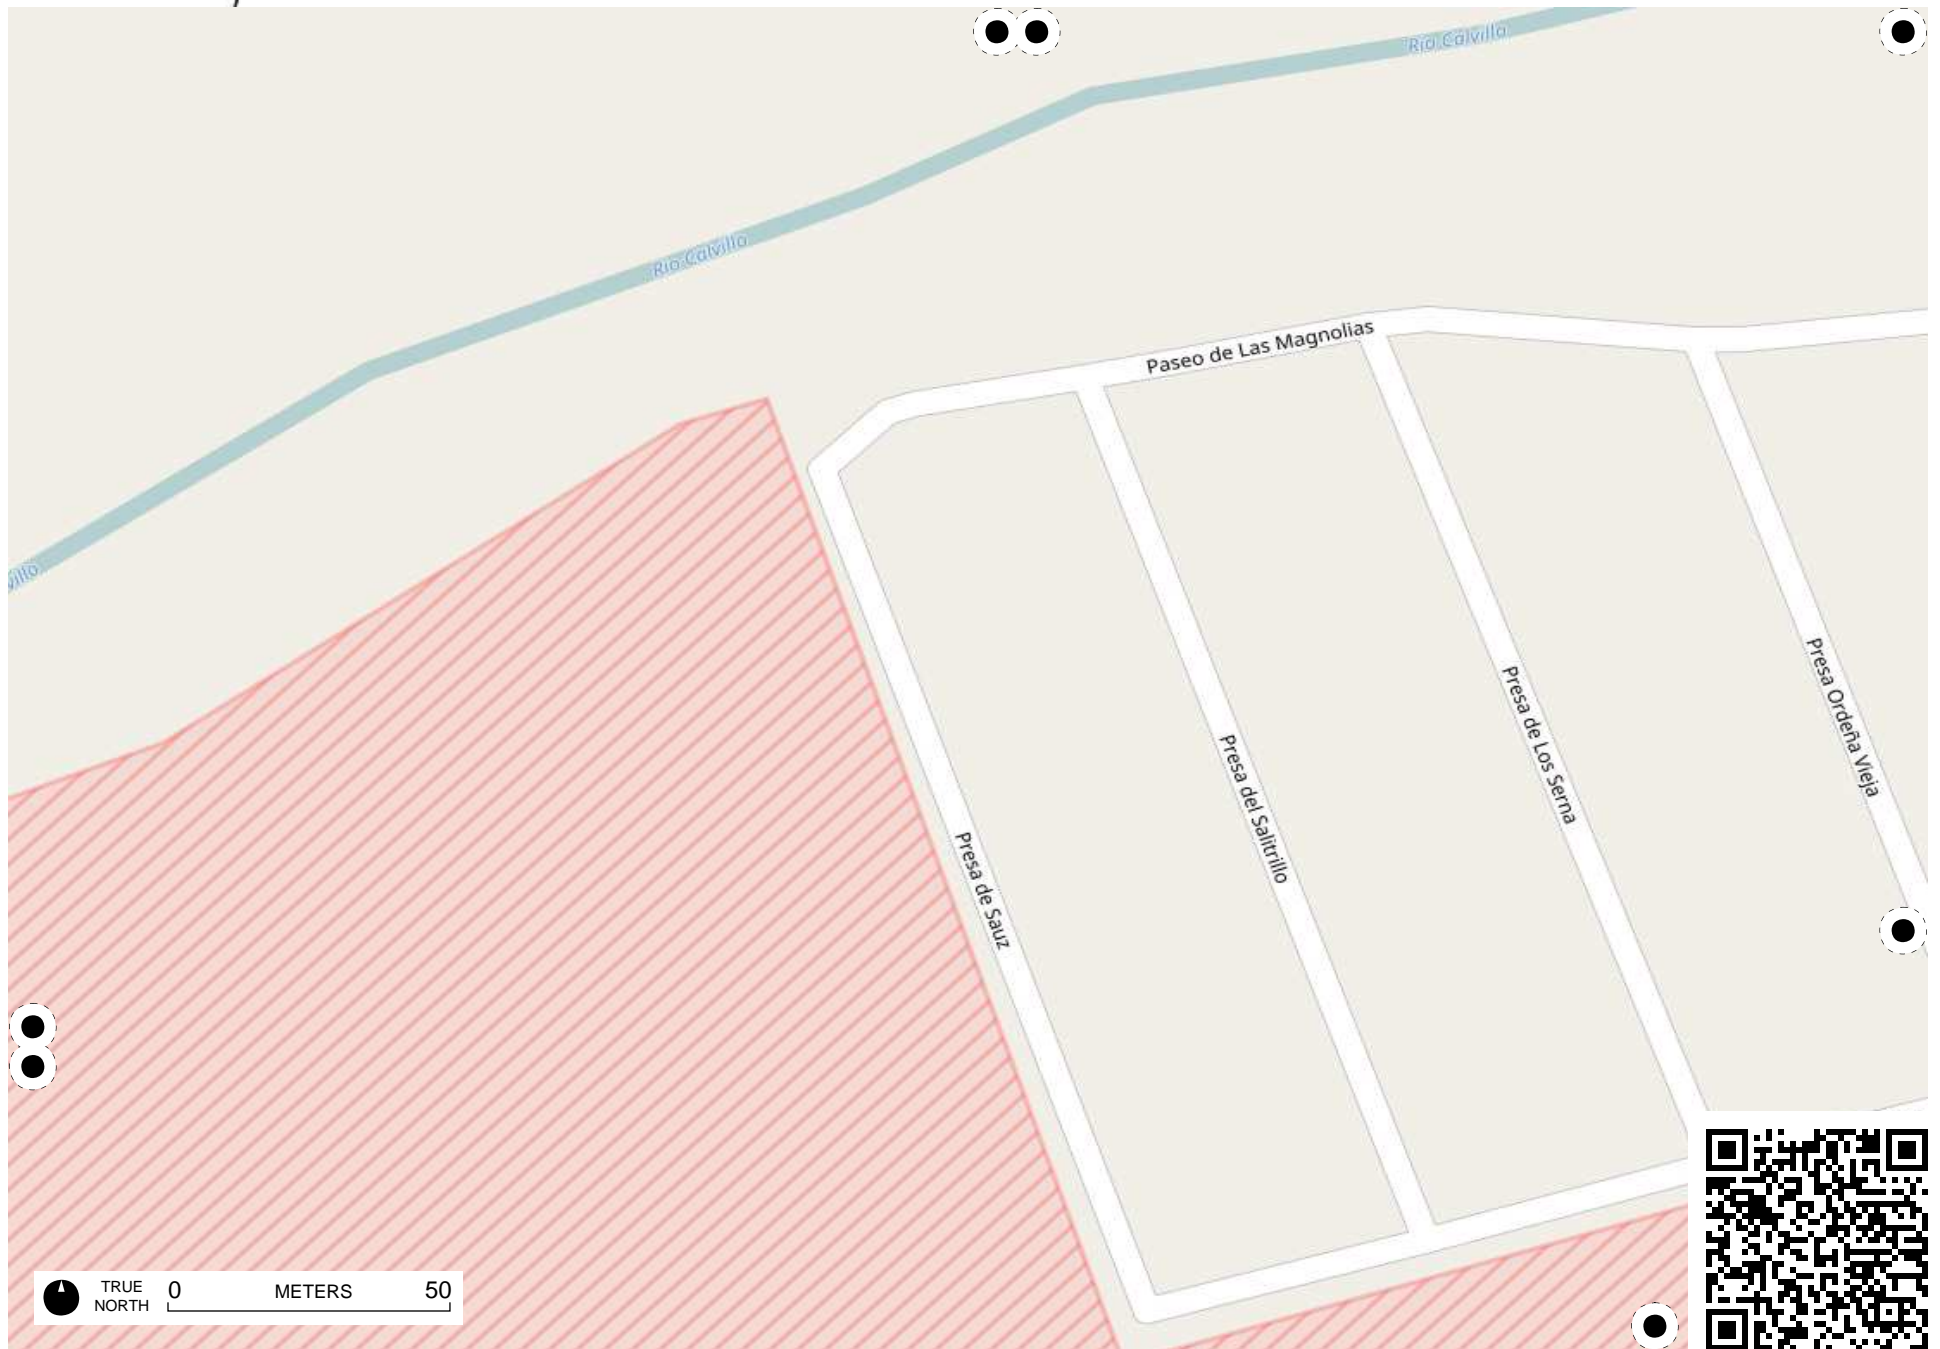 Río Calvillo
Río Calvillo
villo
Paseo de Las Magnolias
Presa Ordeña Vieja
Presa de Los Serna
Presa del Salitrillo
Presa de Sauz
TRUE NORTH
0 METERS 50